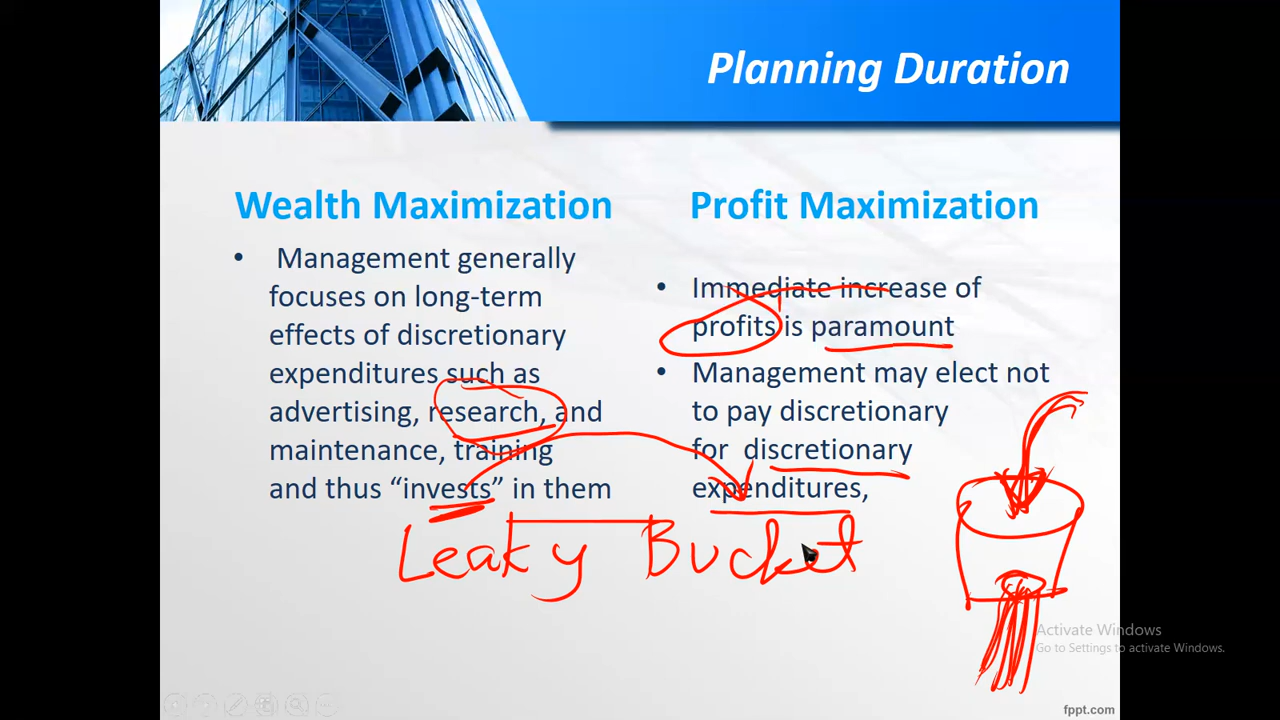 Planning Duration
Wealth Maximization
• Management generally
focuses on long-term
effects of discretionary
expenditures such as
advertising, research, and
maintenance, training
and thus “invests” in them
Profit Maximization
• Immediate increase of
profits is paramount
• Management may elect not
to pay discretionary
for discretionary
expenditures,
Leaky Bucket
Activate Windows
Go to Settings to activate Windows.
fppt.com